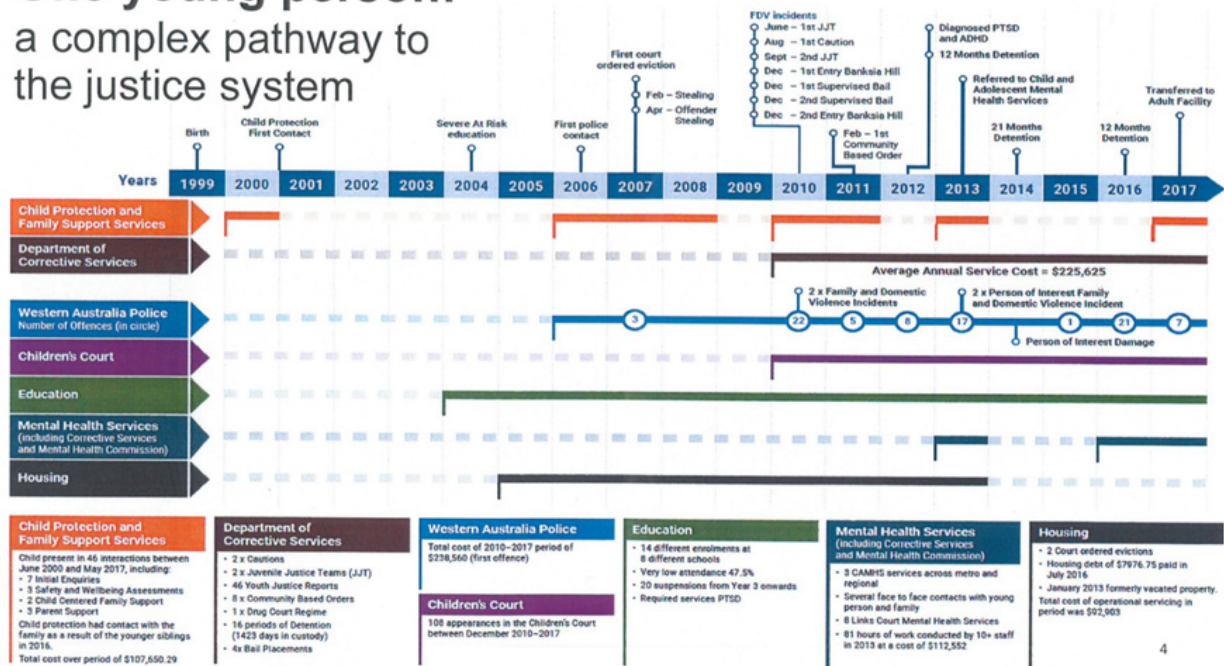 a complex pathway to
the justice system
Birth
Child Protection
First Contact
Severe At Risk
education
First police
contact
First court
ordered eviction
Feb – Stealing
Apr – Offender
Stealing
FDV incidents
June – 1st JJT
Aug – 1st Caution
Sept – 2nd JJT
Dec – 1st Entry Banksia Hill
Dec – 1st Supervised Bail
Dec – 2nd Supervised Bail
Dec – 2nd Entry Banksia Hill
Feb – 1st
Community
Based Order
Diagnosed PTSD
and ADHD
12 Months Detention
Referred to Child and
Adolescent Mental
Health Services
21 Months
Detention
12 Months
Detention
Transferred to
Adult Facility
Years 1999 2000 2001 2002 2003 2004 2005 2006 2007 2008 2009 2010 2011 2012 2013 2014 2015 2016 2017
Child Protection and
Family Support Services
Department of
Corrective Services
Average Annual Service Cost = $225,625
Western Australia Police
Number of Offences (in circle)
2 x Family and Domestic
Violence Incidents
2 x Person of Interest Family
and Domestic Violence Incident
3 22 5 8 17 1 21 7
Person of Interest Damage
Children's Court
Education
Mental Health Services
(including Corrective Services
and Mental Health Commission)
Housing
Child Protection and
Family Support Services
Child present in 46 interactions between
June 2000 and May 2017, including:
• 7 Initial Enquiries
• 3 Safety and Wellbeing Assessments
• 2 Child Centered Family Support
• 3 Parent Support
Child protection had contact with the
family as a result of the younger siblings
in 2016.
Total cost over period of $107,650.29
Department of
Corrective Services
• 2 x Cautions
• 2 x Juvenile Justice Teams (JJT)
• 46 Youth Justice Reports
• 8 x Community Based Orders
• 1 x Drug Court Regime
• 16 periods of Detention
(1423 days in custody)
• 4x Bail Placements
Western Australia Police
Total cost of 2010–2017 period of
$238,560 (first offence)
Children's Court
108 appearances in the Children's Court
between December 2010–2017
Education
• 14 different enrolments at
8 different schools
• Very low attendance 47.5%
• 20 suspensions from Year 3 onwards
• Required services PTSD
Mental Health Services
(including Corrective Services
and Mental Health Commission)
• 3 CAMHS services across metro and
regional
• Several face to face contacts with young
person and family
• 8 Links Court Mental Health Services
• 81 hours of work conducted by 10+ staff
in 2013 at a cost of $112,552
Housing
• 2 Court ordered evictions
• Housing debt of $7976.75 paid in
July 2016
• January 2013 formerly vacated property.
Total cost of operational servicing in
period was $92,903
4